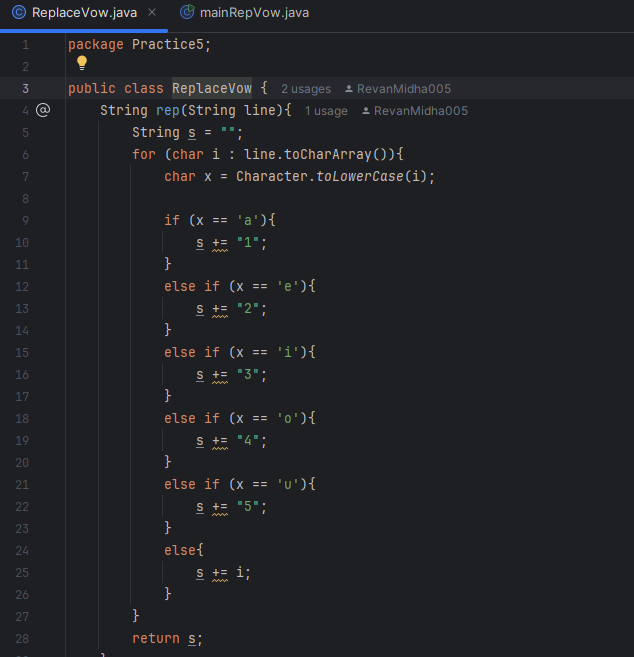 ReplaceVow.java × mainRepVow.java
1 package Practice5;
2
3 public class ReplaceVow { 2 usages RevanMidha005
4 @ String rep(String line){ 1 usage RevanMidha005
5 String s = "";
6 for (char i : line.toCharArray()){
7 char x = Character.toLowerCase(i);
8
9 if (x == 'a'){
10 s += "1";
11 }
12 else if (x == 'e'){
13 s += "2";
14 }
15 else if (x == 'i'){
16 s += "3";
17 }
18 else if (x == 'o'){
19 s += "4";
20 }
21 else if (x == 'u'){
22 s += "5";
23 }
24 else{
25 s += i;
26 }
27 }
28 return s;